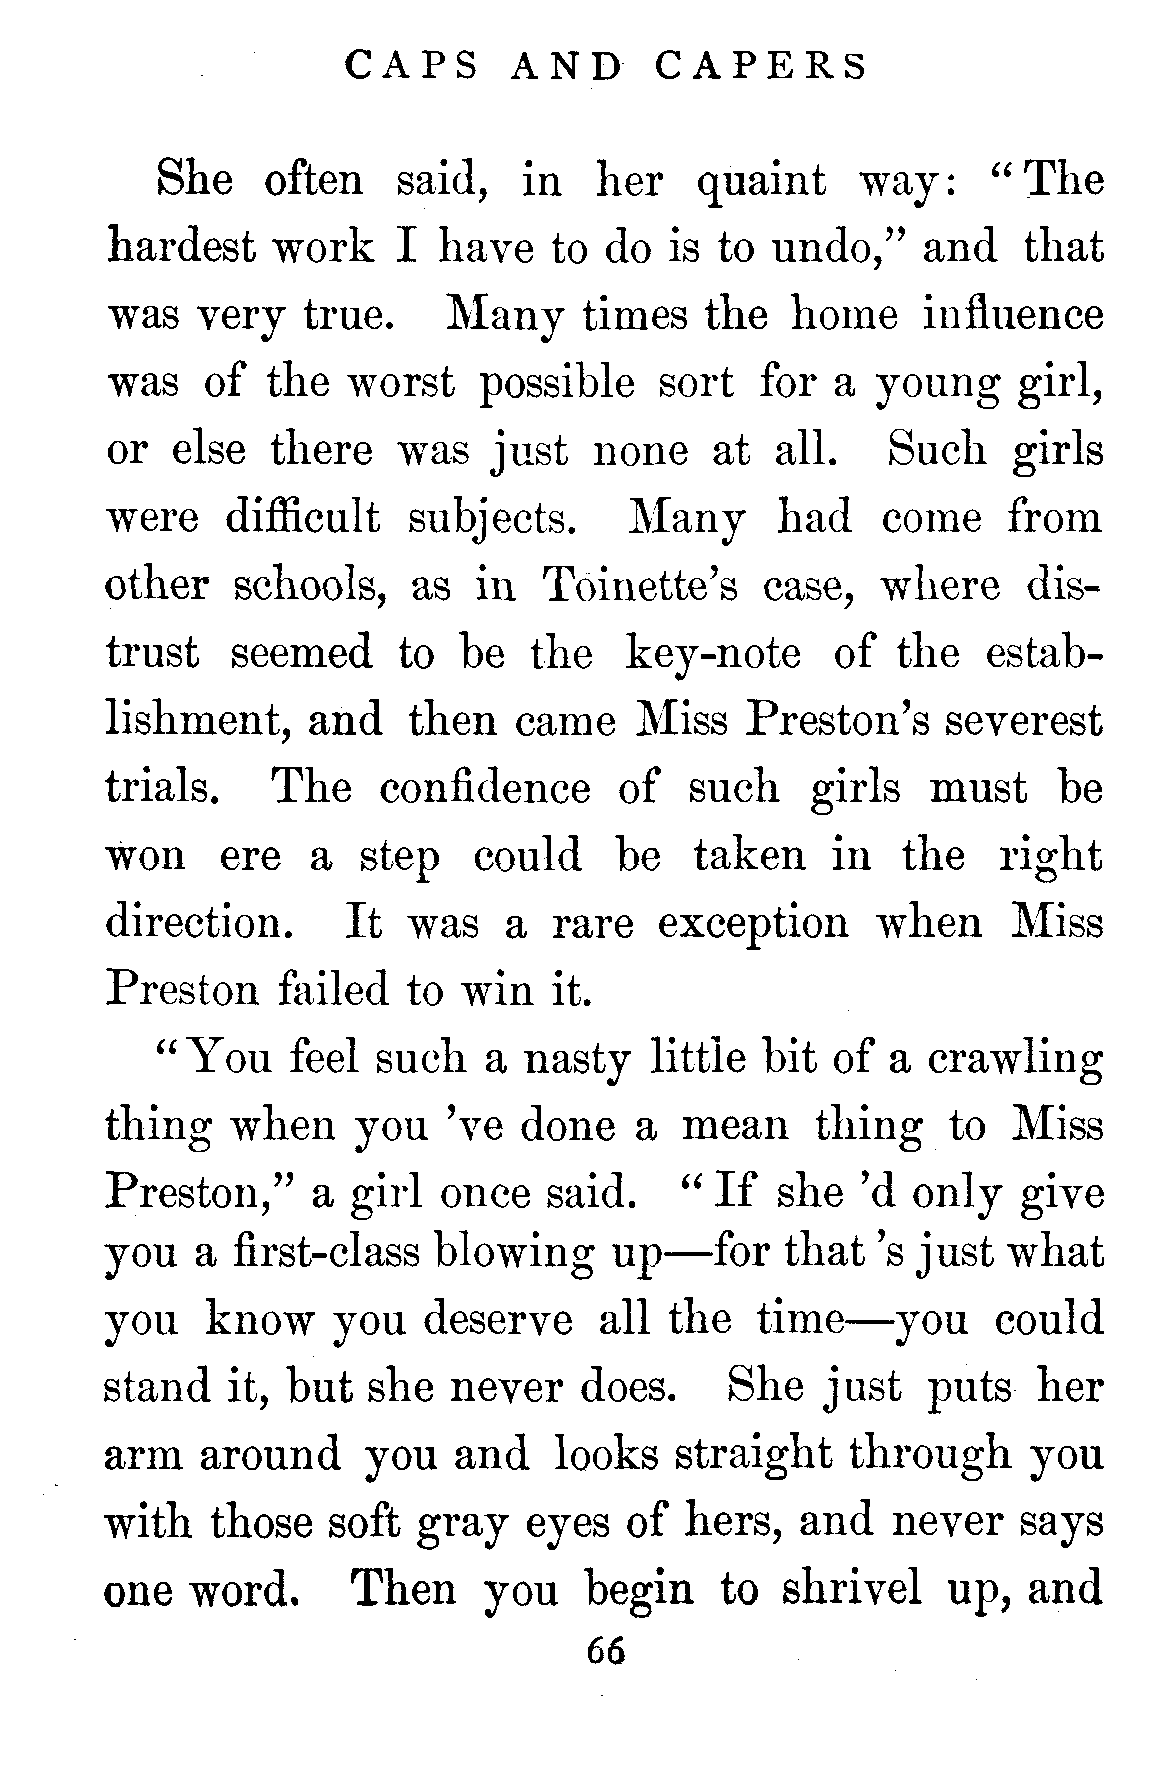 CAPS AND CAPERS
She often said, in her quaint way: “The
hardest work I have to do is to undo,” and that
was very true. Many times the home influence
was of the worst possible sort for a young girl,
or else there was just none at all. Such girls
were difficult subjects. Many had come from
other schools, as in Toinette’s case, where dis-
trust seemed to be the key-note of the estab-
lishment, and then came Miss Preston’s severest
trials. The confidence of such girls must be
won ere a step could be taken in the right
direction. It was a rare exception when Miss
Preston failed to win it.
“You feel such a nasty little bit of a crawling
thing when you ’ve done a mean thing to Miss
Preston,” a girl once said. “If she ’d only give
you a first-class blowing up—for that ’s just what
you know you deserve all the time—you could
stand it, but she never does. She just puts her
arm around you and looks straight through you
with those soft gray eyes of hers, and never says
one word. Then you begin to shrivel up, and
66